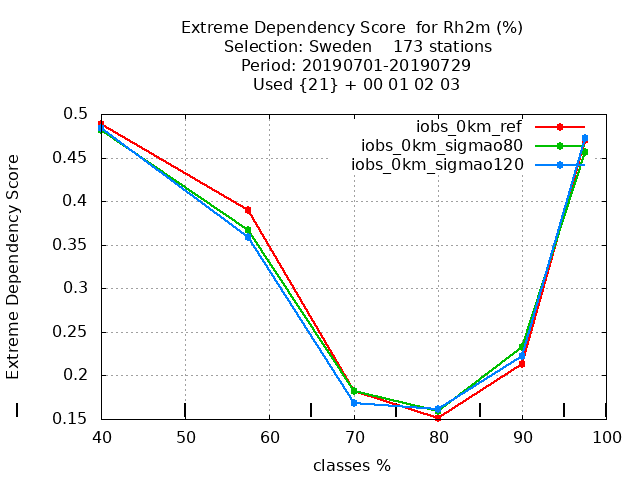 Extreme Dependency Score  for Rh2m (%)
Selection: Sweden    173 stations
Period: 20190701-20190729
Used {21} + 00 01 02 03
iobs_0km_ref
iobs_0km_sigmao80
iobs_0km_sigmao120
Extreme Dependency Score
0.5
0.45
0.4
0.35
0.3
0.25
0.2
0.15
40 50 60 70 80 90 100
classes %